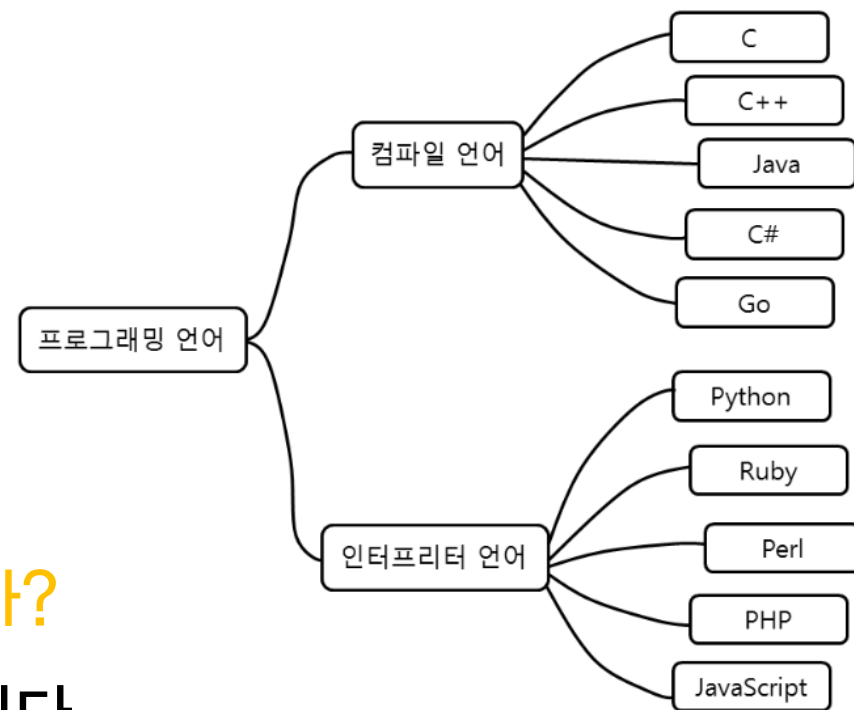 프로그래밍 언어
컴파일 언어
C
C++
Java
C#
Go
인터프리터 언어
Python
Ruby
Perl
PHP
JavaScript
?